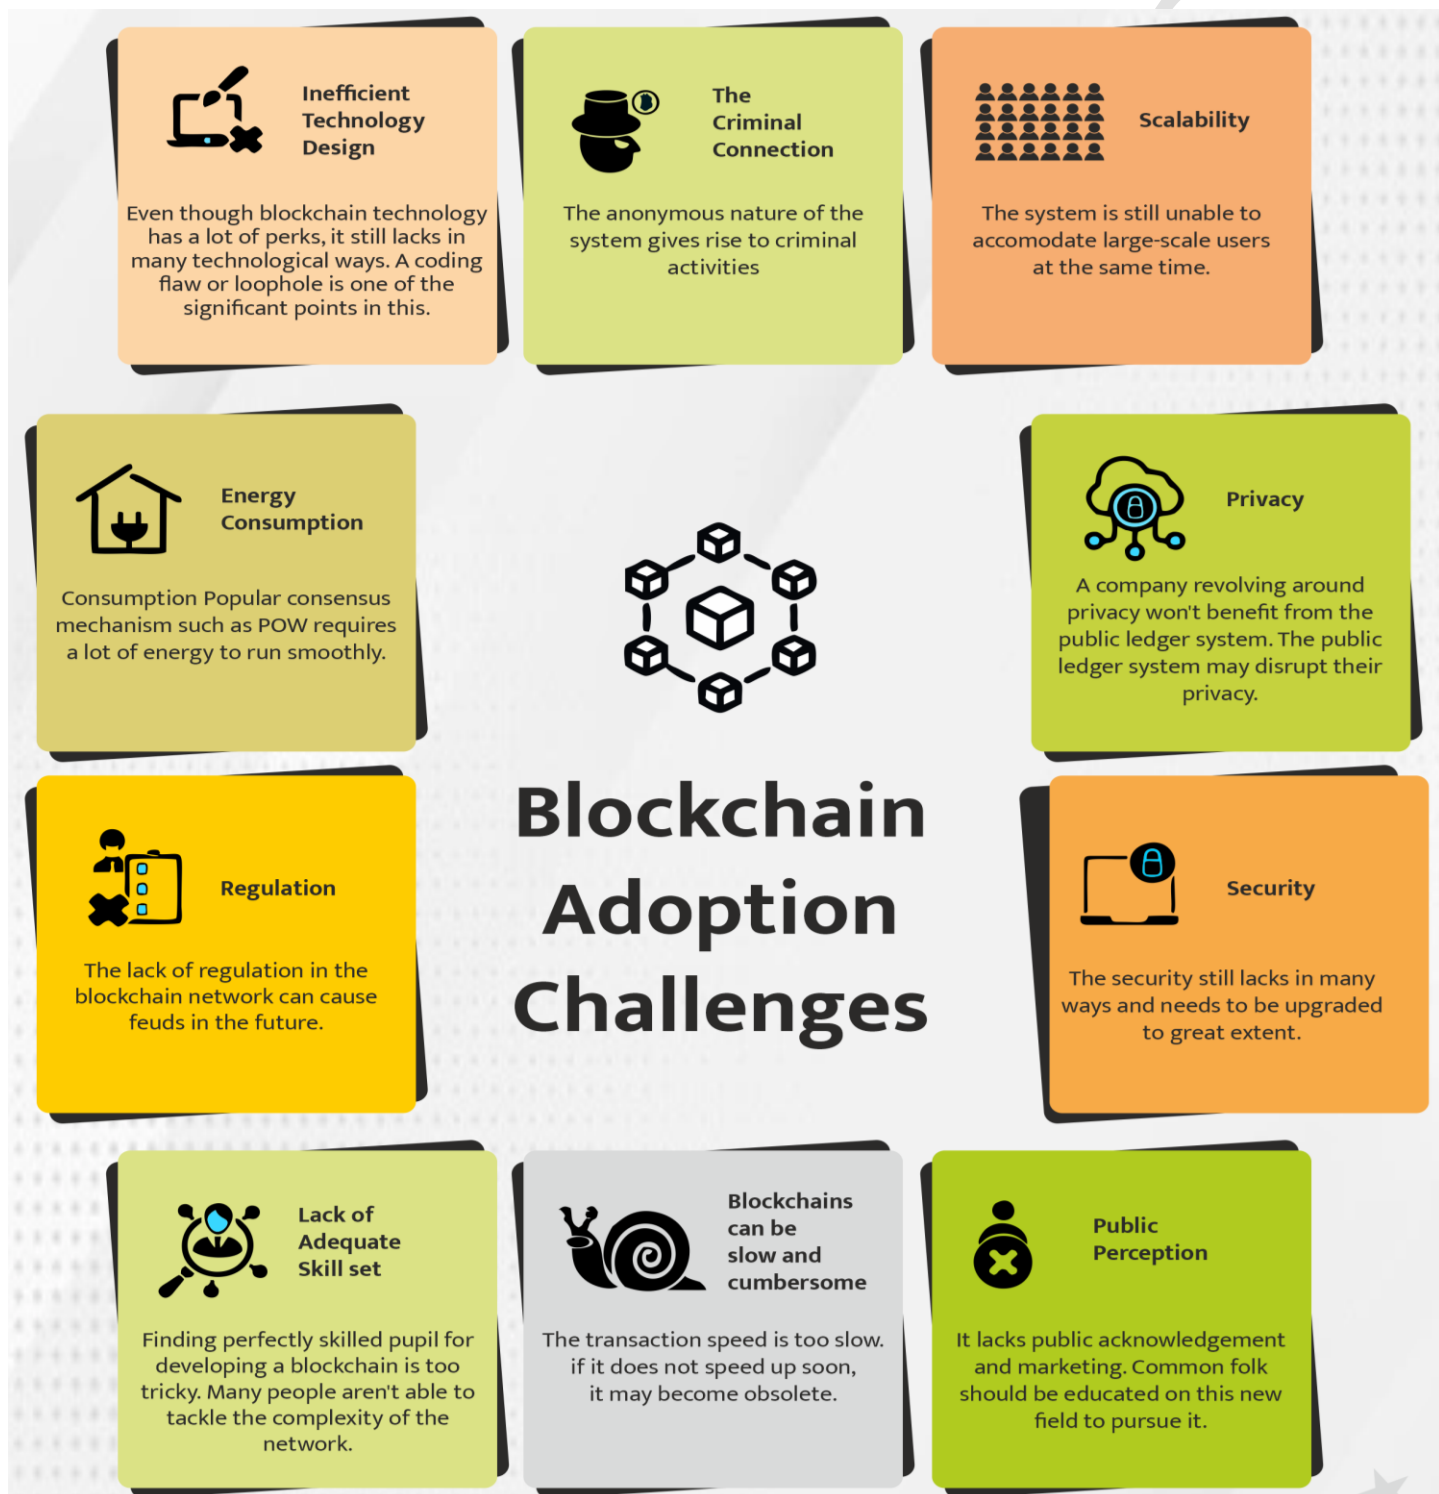 Inefficient
Technology
Design
Even though blockchain technology
has a lot of perks, it still lacks in
many technological ways. A coding
flaw or loophole is one of the
significant points in this.
The
Criminal
Connection
The anonymous nature of the
system gives rise to criminal
activities
Scalability
The system is still unable to
accomodate large-scale users
at the same time.
Energy
Consumption
Consumption Popular consensus
mechanism such as POW requires
a lot of energy to run smoothly.
Privacy
A company revolving around
privacy won't benefit from the
public ledger system. The public
ledger system may disrupt their
privacy.
Blockchain
Adoption
Challenges
Regulation
The lack of regulation in the
blockchain network can cause
feuds in the future.
Security
The security still lacks in many
ways and needs to be upgraded
to great extent.
Lack of
Adequate
Skill set
Finding perfectly skilled pupil for
developing a blockchain is too
tricky. Many people aren't able to
tackle the complexity of the
network.
Blockchains
can be
slow and
cumbersome
The transaction speed is too slow.
if it does not speed up soon,
it may become obsolete.
Public
Perception
It lacks public acknowledgement
and marketing. Common folk
should be educated on this new
field to pursue it.